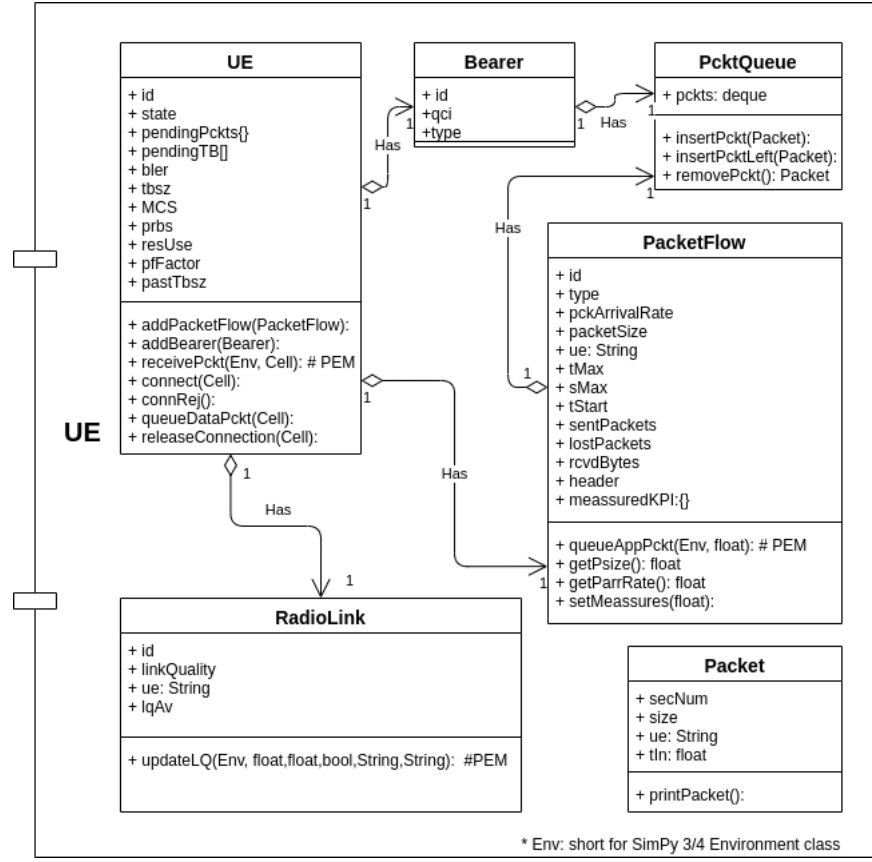 UE
+ id
+ state
+ pendingPckts{}
+ pendingTB[]
+ bler
+ tbsz
+ MCS
+ prbs
+ resUse
+ pfFactor
+ pastTbsz
+ addPacketFlow(PacketFlow):
+ addBearer(Bearer):
+ receivePckt(Env, Cell): # PEM
+ connect(Cell):
+ connRej():
+ queueDataPckt(Cell):
+ releaseConnection(Cell):
Has
1
1
Bearer
+ id
+qci
+type
1
Has
1
PcktQueue
+ pckts: deque
+ insertPckt(Packet):
+ insertPcktLeft(Packet):
+ removePckt(): Packet
1
Has
1
PacketFlow
+ id
+ type
+ pckArrivalRate
+ packetSize
+ ue: String
+ tMax
+ sMax
+ tStart
+ sentPackets
+ lostPackets
+ rcvdBytes
+ header
+ meassuredKPI:{}
+ queueAppPckt(Env, float): # PEM
+ getPsize(): float
+ getParrRate(): float
+ setMeassures(float):
1
Has
1
UE
1
Has
1
RadioLink
+ id
+ linkQuality
+ ue: String
+ lqAv
+ updateLQ(Env, float,float,bool,String,String): #PEM
Packet
+ secNum
+ size
+ ue: String
+ tIn: float
+ printPacket():
* Env: short for SimPy 3/4 Environment class